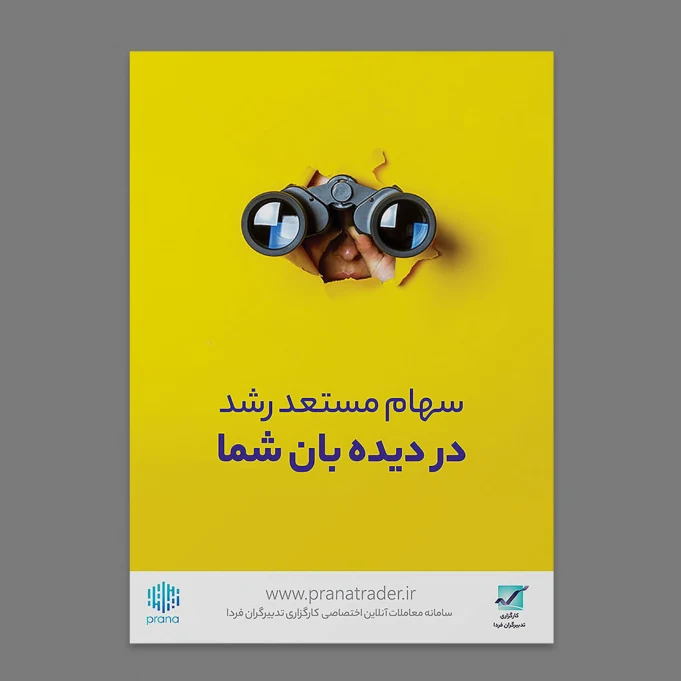 سهام مستعد رشد
در دیده بان شما
www.pranatrader.ir
سامانه معاملات آنلاین اختصاصی کارگزاری تدبیرگران فردا
prana
کارگزاری
تدبیرگران فردا